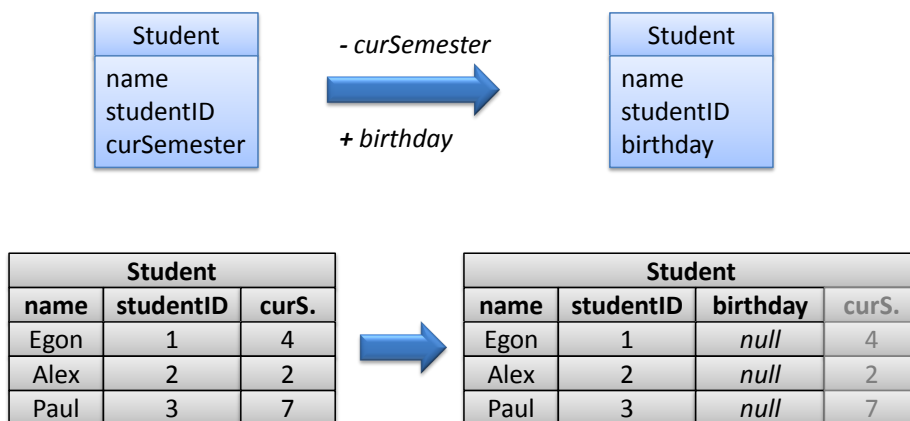 Student
name
studentID
curSemester
- curSemester
+ birthday
Student
name
studentID
birthday
Student
name studentID curS.
Egon 1 4
Alex 2 2
Paul 3 7
Student
name studentID birthday curS.
Egon 1 null 4
Alex 2 null 2
Paul 3 null 7